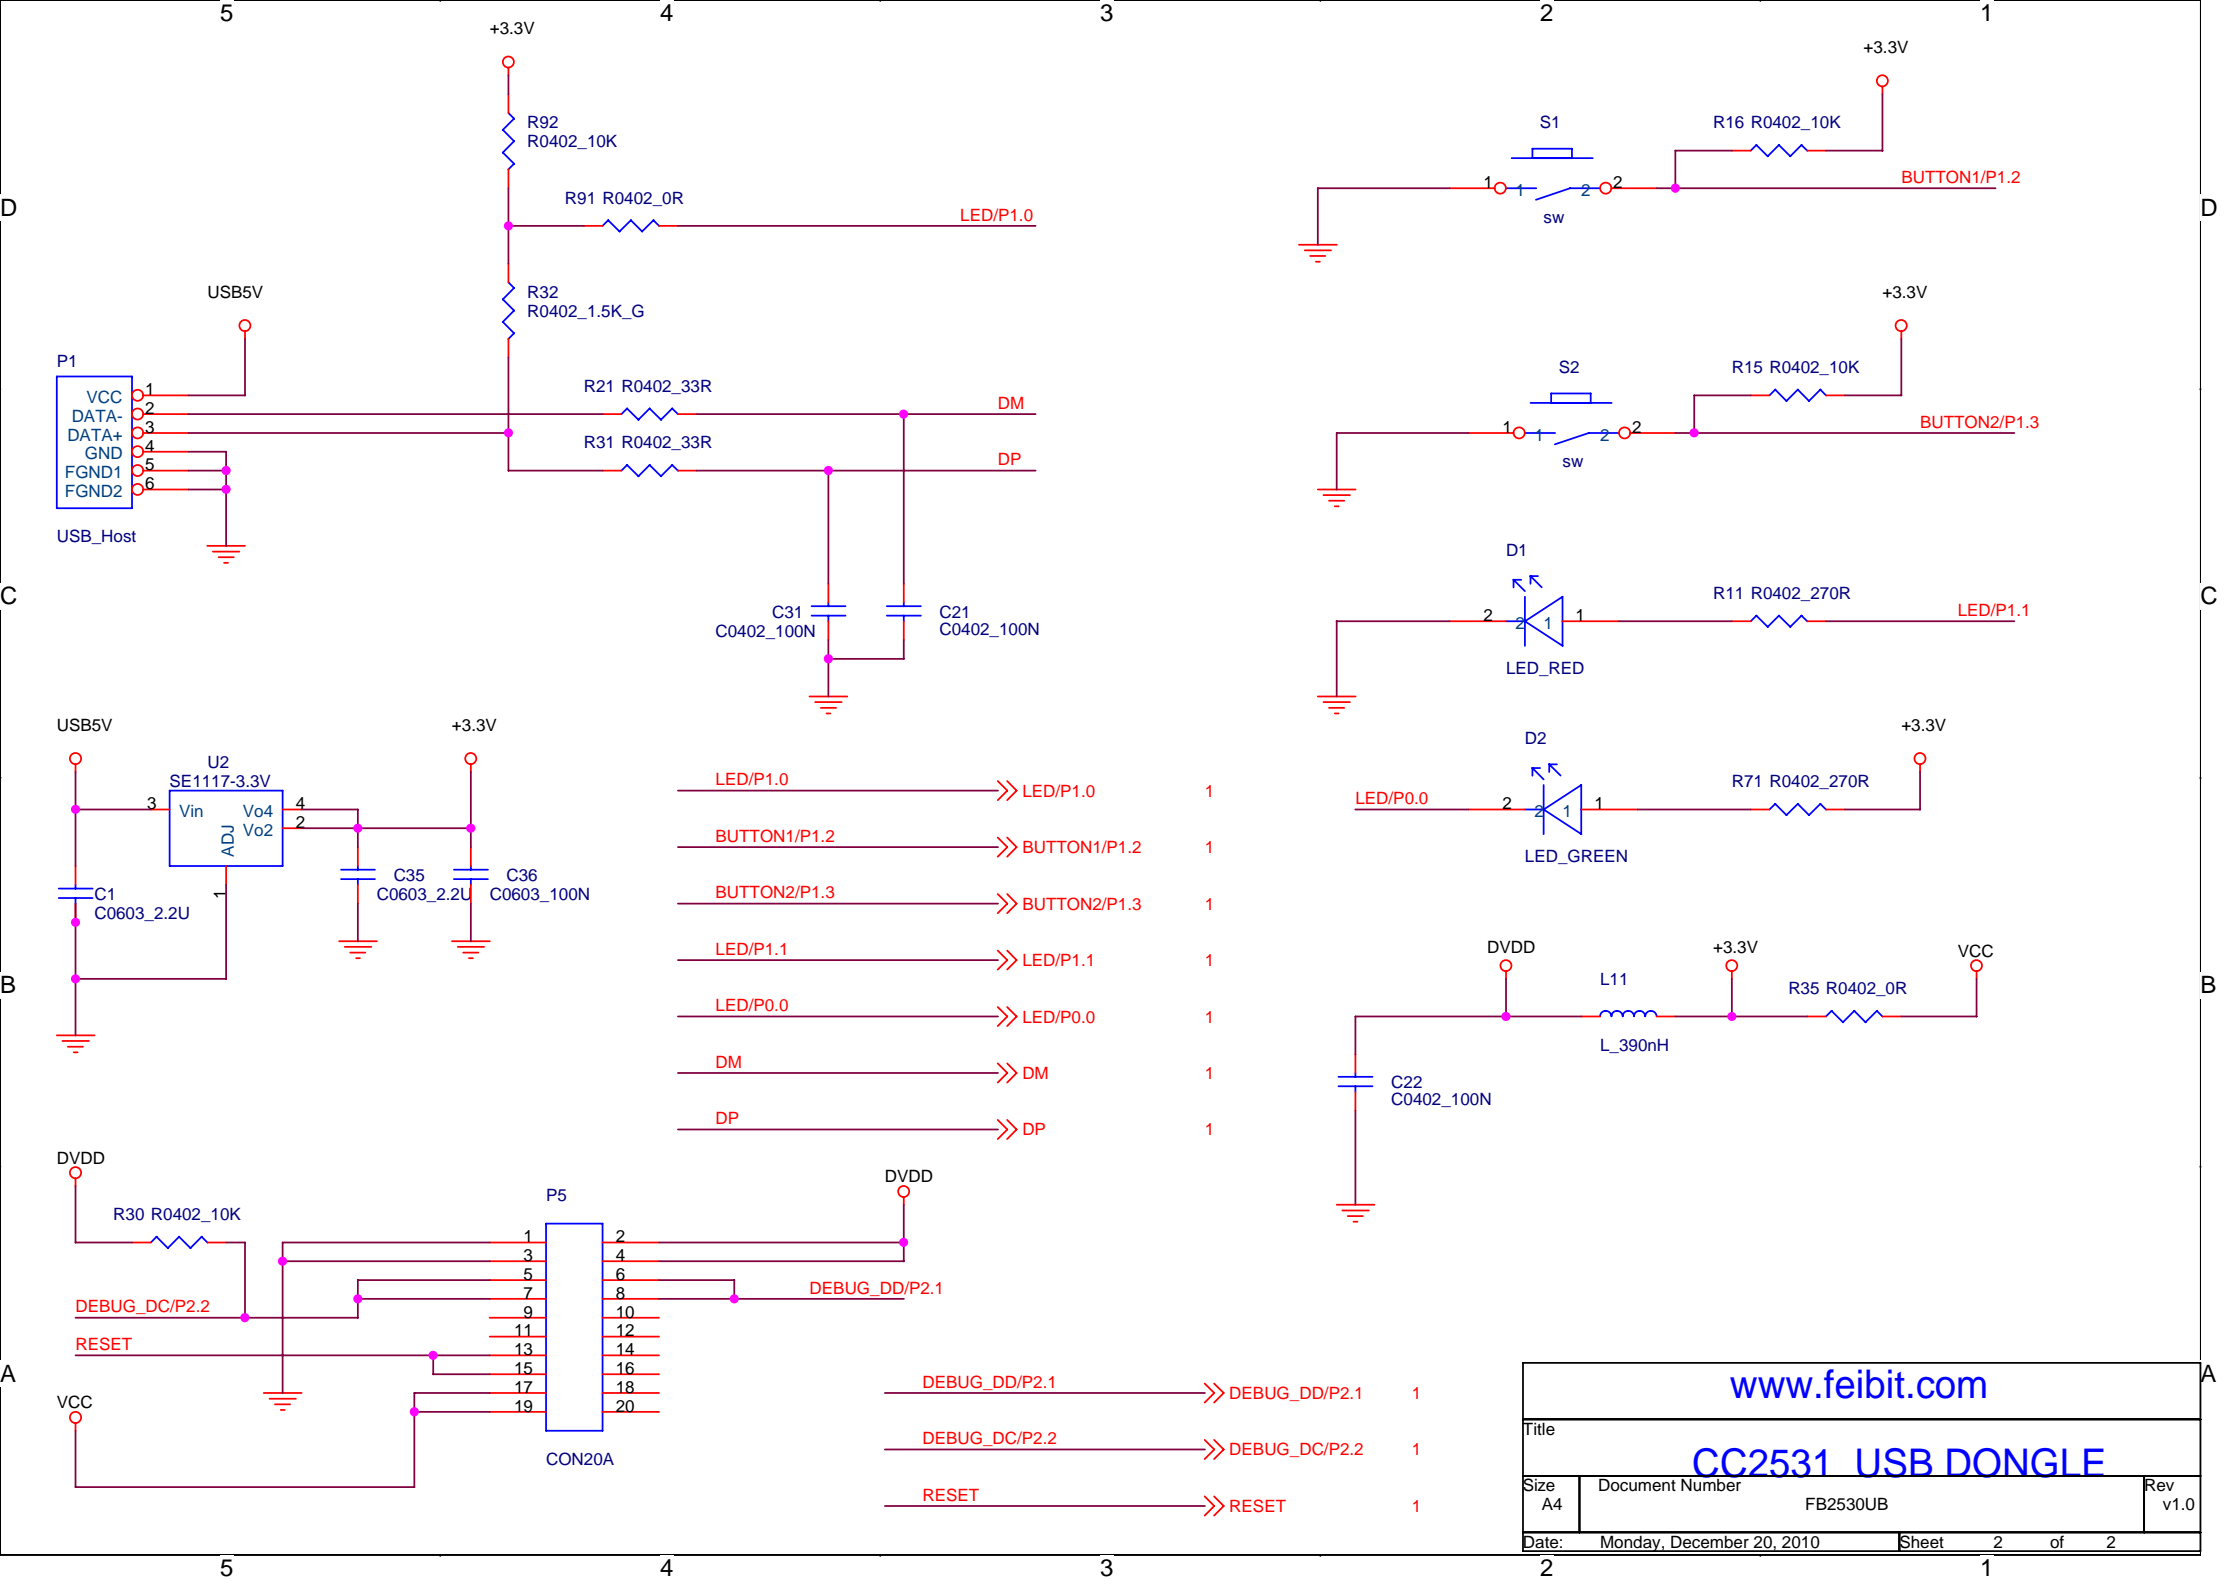 5 4 3 2 1
D
C
B
A
D
C
B
A
+3.3V
R92
R0402_10K
R91 R0402_0R
LED/P1.0
R32
R0402_1.5K_G
USB5V
P1
VCC 1
DATA- 2
DATA+ 3
GND 4
FGND1 5
FGND2 6
USB_Host
R21 R0402_33R
DM
R31 R0402_33R
DP
C31
C0402_100N
C21
C0402_100N
+3.3V
S1
R16 R0402_10K
1 1 2 2
BUTTON1/P1.2
sw
+3.3V
S2
R15 R0402_10K
1 1 2 2
BUTTON2/P1.3
sw
D1
R11 R0402_270R
2 2 1 1
LED/P1.1
LED_RED
+3.3V
D2
R71 R0402_270R
LED/P0.0
2 2 1 1
LED_GREEN
USB5V
+3.3V
U2
SE1117-3.3V
3 Vin Vo4 4
Vo2 2
ADJ
1
C1
C0603_2.2U
C35
C0603_2.2U
C36
C0603_100N
LED/P1.0 LED/P1.0 1
BUTTON1/P1.2 BUTTON1/P1.2 1
BUTTON2/P1.3 BUTTON2/P1.3 1
LED/P1.1 LED/P1.1 1
LED/P0.0 LED/P0.0 1
DM DM 1
DP DP 1
DVDD
+3.3V
VCC
L11
R35 R0402_0R
L_390nH
C22
C0402_100N
DVDD
R30 R0402_10K
P5
DVDD
1 2
3 4
5 6
7 8
9 10
11 12
13 14
15 16
17 18
19 20
DEBUG_DC/P2.2
DEBUG_DD/P2.1
RESET
VCC
CON20A
DEBUG_DD/P2.1 DEBUG_DD/P2.1 1
DEBUG_DC/P2.2 DEBUG_DC/P2.2 1
RESET RESET 1
www.feibit.com
Title
CC2531 USB DONGLE
Size Document Number Rev
A4 FB2530UB v1.0
Date: Monday, December 20, 2010 Sheet 2 of 2
5 4 3 2 1